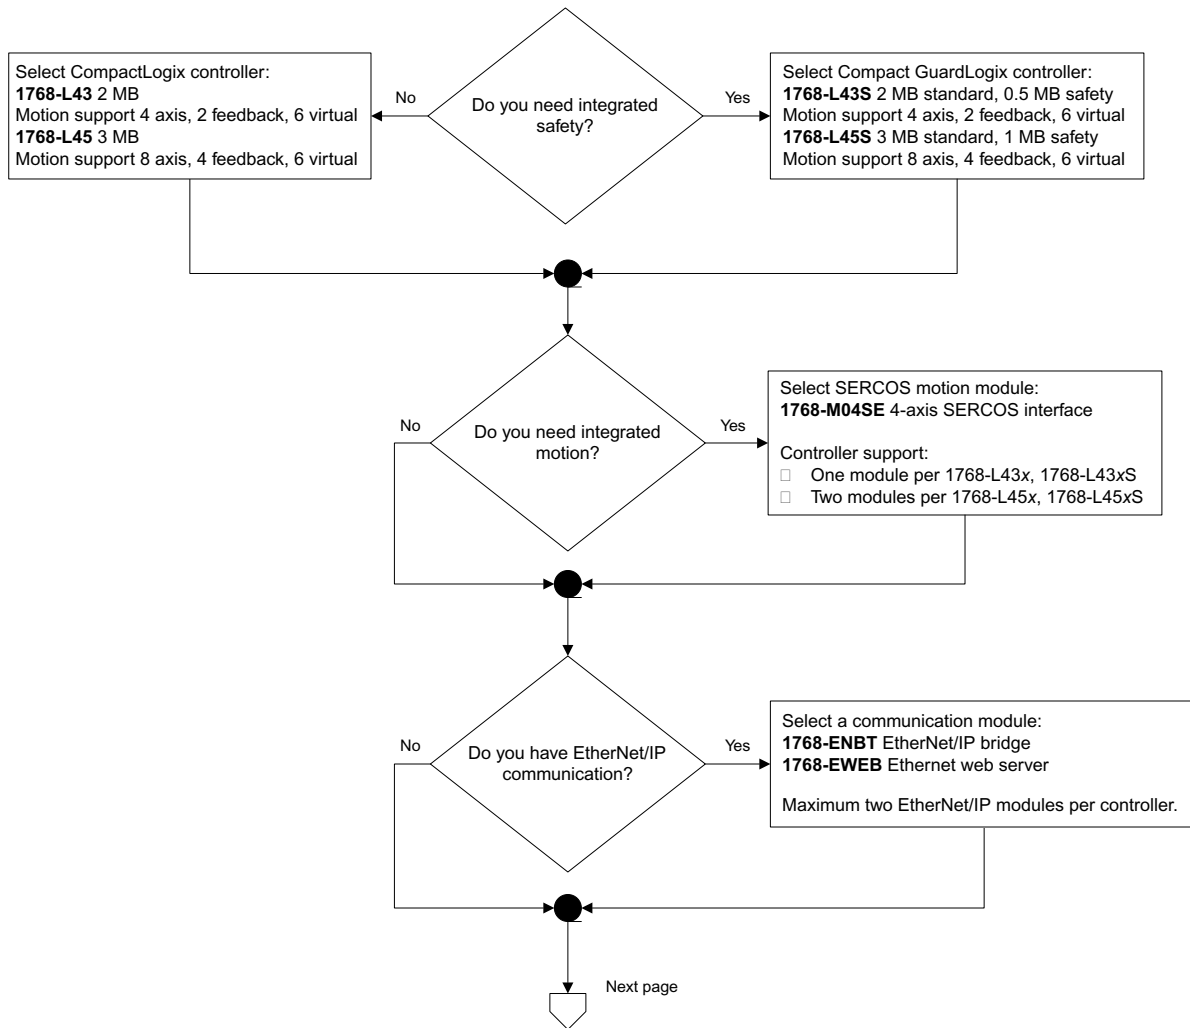 Select CompactLogix controller:
1768-L43 2 MB
Motion support 4 axis, 2 feedback, 6 virtual
1768-L45 3 MB
Motion support 8 axis, 4 feedback, 6 virtual
No
Do you need integrated
safety?
Yes
Select Compact GuardLogix controller:
1768-L43S 2 MB standard, 0.5 MB safety
Motion support 4 axis, 2 feedback, 6 virtual
1768-L45S 3 MB standard, 1 MB safety
Motion support 8 axis, 4 feedback, 6 virtual
No
Do you need integrated
motion?
Yes
Select SERCOS motion module:
1768-M04SE 4-axis SERCOS interface
Controller support:
One module per 1768-L43x, 1768-L43xS
Two modules per 1768-L45x, 1768-L45xS
No
Do you have EtherNet/IP
communication?
Yes
Select a communication module:
1768-ENBT EtherNet/IP bridge
1768-EWEB Ethernet web server
Maximum two EtherNet/IP modules per controller.
Next page